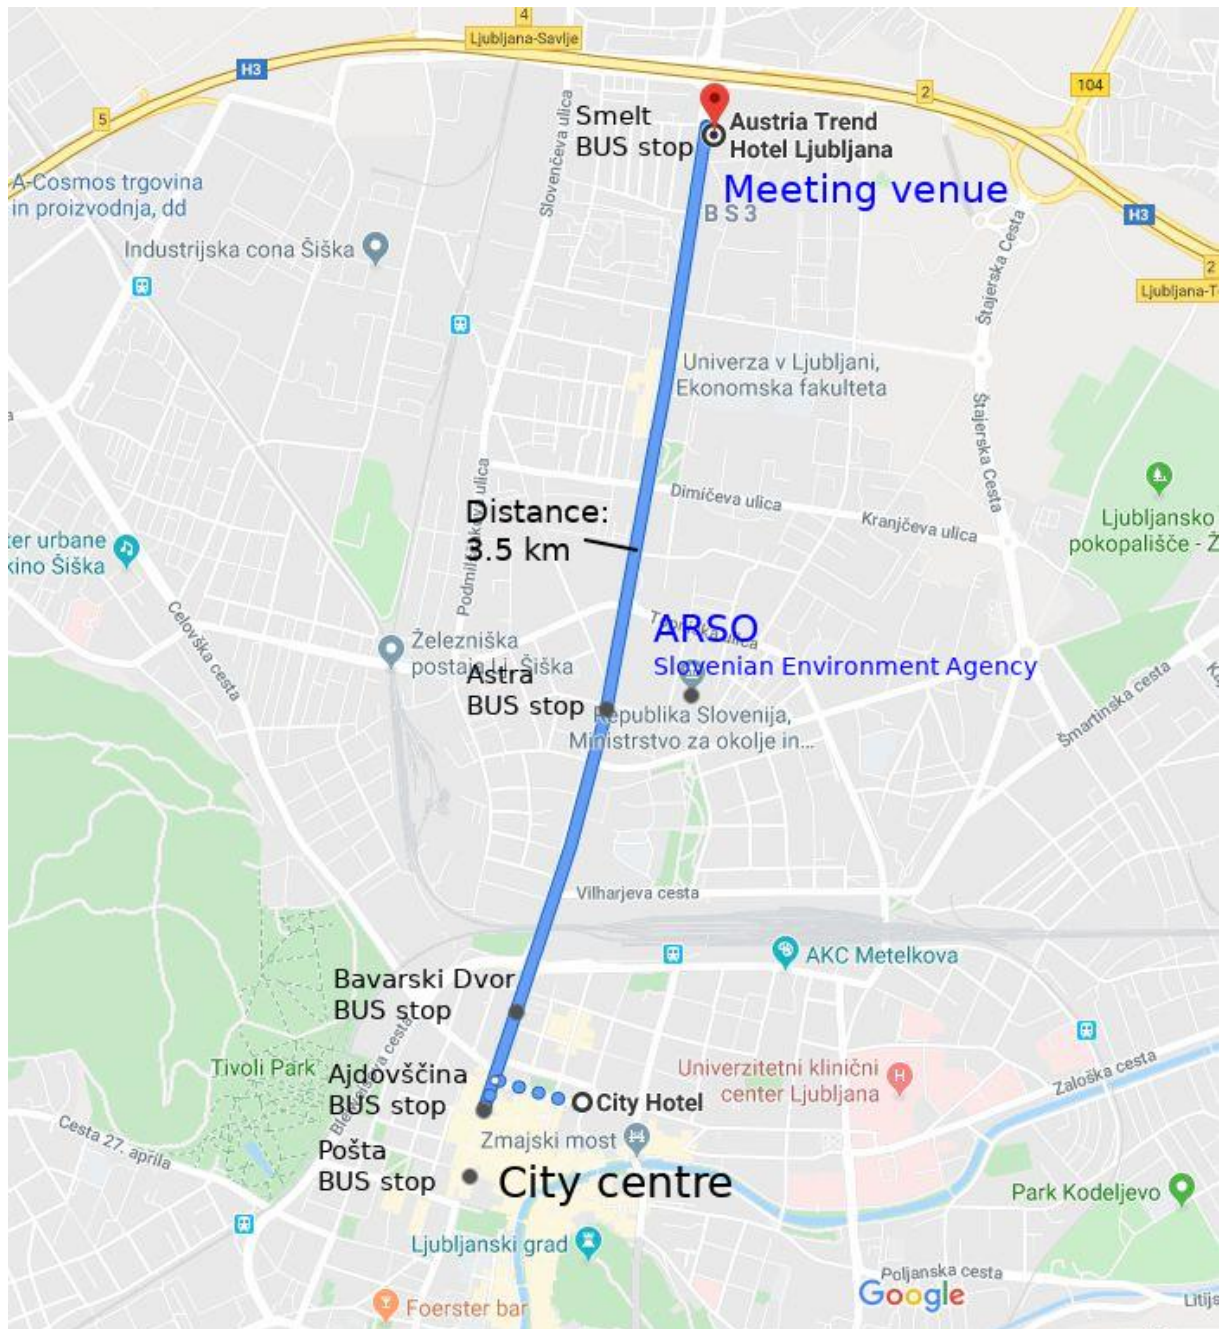 4
Ljubljana-Savlje
H3
5
2
104
Smelt
BUS stop
Austria Trend
Hotel Ljubljana
Meeting venue
BS3
Slovenčeva ulica
A-Cosmos trgovina
in proizvodnja, dd
Industrijska cona Šiška
H3
Štajerska Cesta
2
Ljubljana-T
Univerza v Ljubljani,
Ekonomska fakulteta
Štajerska Cesta
Dimičeva ulica
Kranjčeva ulica
Distance:
3.5 km
Ljubljansko
pokopališče - Ž
ter urbane
kino Šiška
Celovška cesta
ulica
ARSO
Slovenian Environment Agency
Železniška
postaja Lj. Šiška
Astra
BUS stop
Republika Slovenija,
Ministrstvo za okolje in...
Šmartinska cesta
Vilharjeva cesta
AKC Metelkova
Bavarski Dvor
BUS stop
Tivoli Park
cesta
Ajdovščina
BUS stop
City Hotel
Univerzitetni klinični
center Ljubljana
H
Zaloška cesta
Cesta 27. aprila
Zmajski most
Pošta
BUS stop
City centre
Park Kodeljevo
Ljubljanski grad
Poljanska cesta
Google
Litijs
Foerster bar